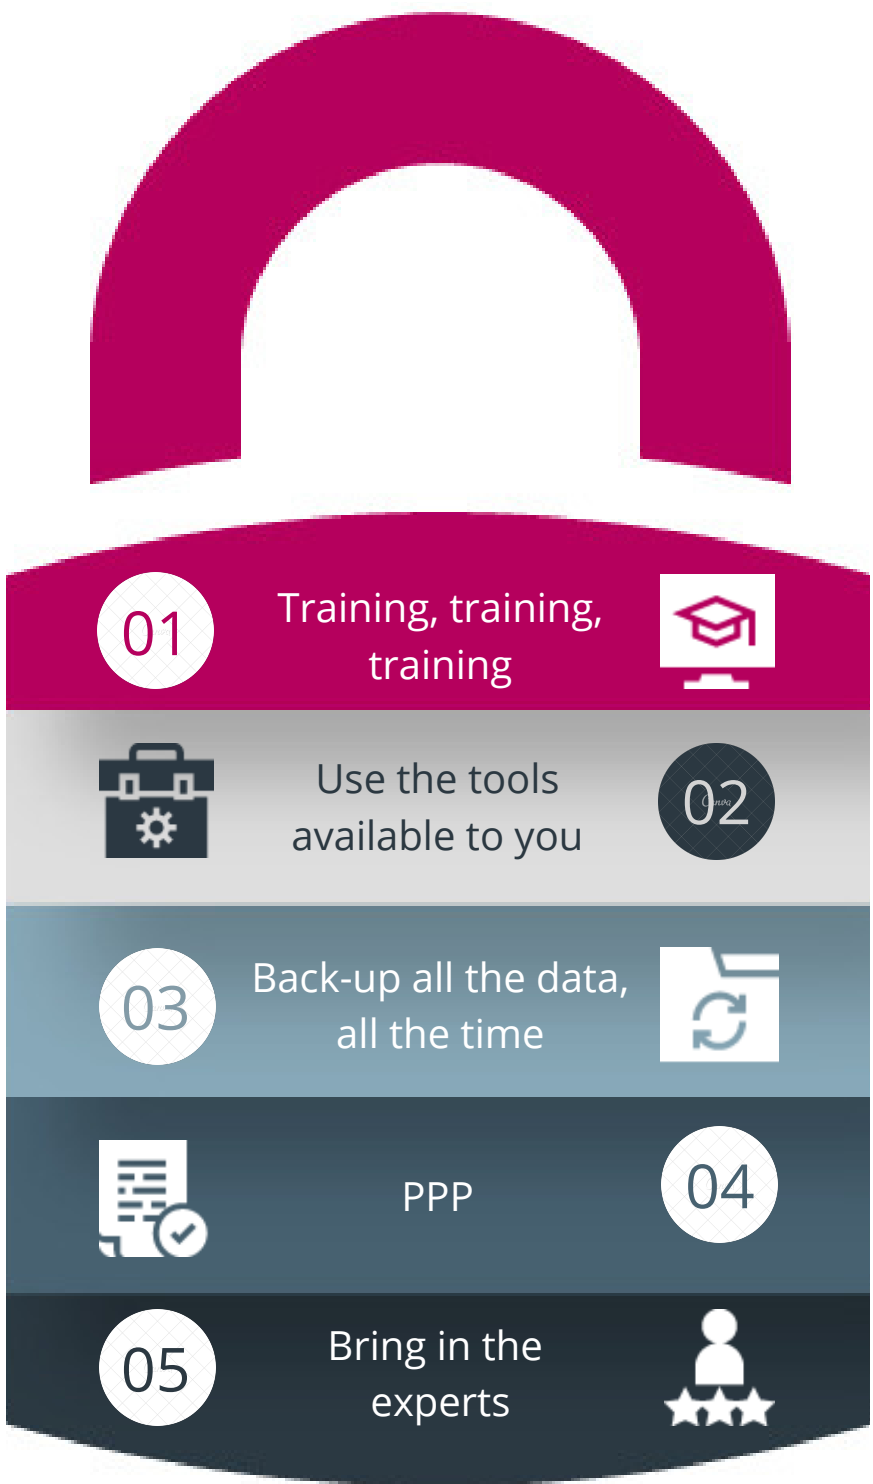 01
Training, training,
training
Use the tools
available to you
02
Canva
03
Back-up all the data,
all the time
PPP
04
05
Bring in the
experts